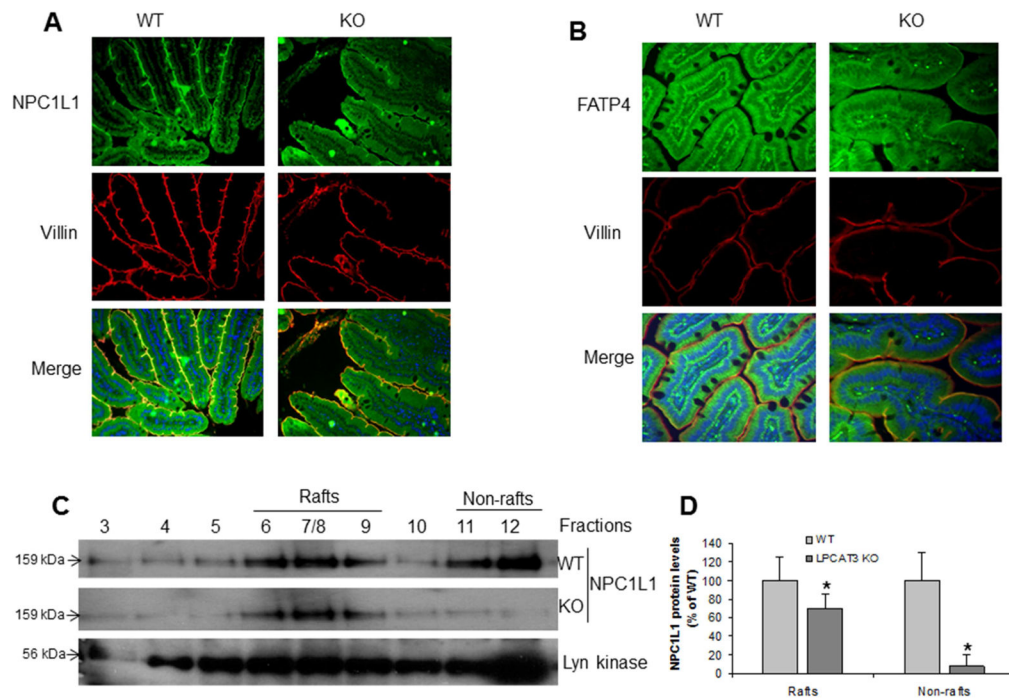 A
WT
KO
NPC1L1
Villin
Merge
B
WT
KO
FATP4
Villin
Merge
C
Rafts
Non-rafts
3 4 5 6 7/8 9 10 11 12 Fractions
159 kDa
WT
NPC1L1
159 kDa
KO
56 kDa
Lyn kinase
D
WT
LPCAT3 KO
NPC1L1 protein levels
(% of WT)
140
120
100
80
60
40
20
0
*
*
Rafts
Non-rafts